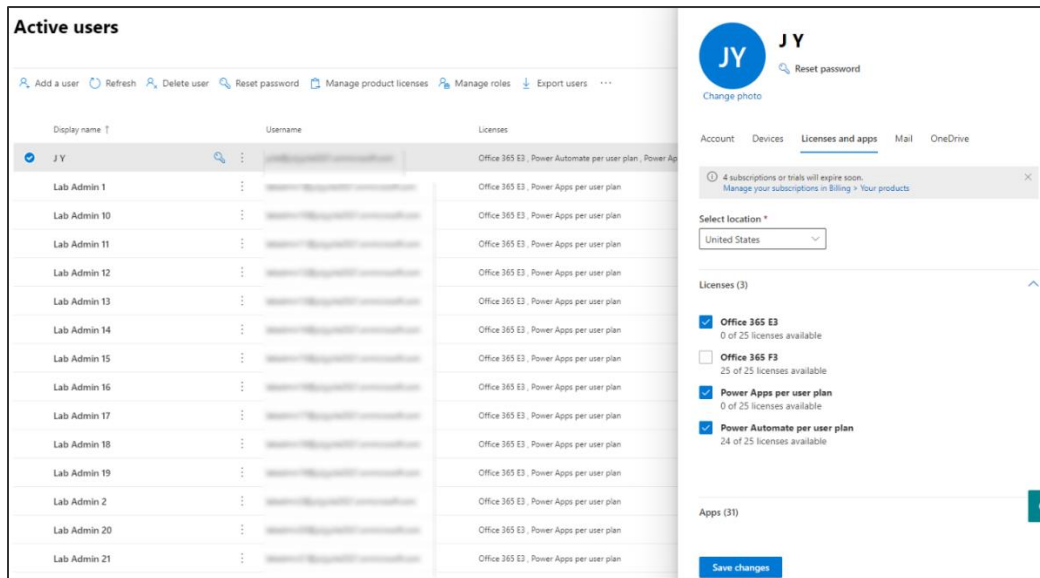 Active users
Add a user Refresh Delete user Reset password Manage product licenses Manage roles Export users ...
Display name ↑ Username Licenses
J Y Office 365 E3 , Power Automate per user plan , Power Ap
Lab Admin 1 Office 365 E3 , Power Apps per user plan
Lab Admin 10 Office 365 E3 , Power Apps per user plan
Lab Admin 11 Office 365 E3 , Power Apps per user plan
Lab Admin 12 Office 365 E3 , Power Apps per user plan
Lab Admin 13 Office 365 E3 , Power Apps per user plan
Lab Admin 14 Office 365 E3 , Power Apps per user plan
Lab Admin 15 Office 365 E3 , Power Apps per user plan
Lab Admin 16 Office 365 E3 , Power Apps per user plan
Lab Admin 17 Office 365 E3 , Power Apps per user plan
Lab Admin 18 Office 365 E3 , Power Apps per user plan
Lab Admin 19 Office 365 E3 , Power Apps per user plan
Lab Admin 2 Office 365 E3 , Power Apps per user plan
Lab Admin 20 Office 365 E3 , Power Apps per user plan
Lab Admin 21 Office 365 E3 , Power Apps per user plan
JY
J Y
Reset password
Change photo
Account Devices Licenses and apps Mail OneDrive
4 subscriptions or trials will expire soon.
Manage your subscriptions in Billing > Your products
Select location *
United States
Licenses (3)
Office 365 E3
0 of 25 licenses available
Office 365 F3
25 of 25 licenses available
Power Apps per user plan
0 of 25 licenses available
Power Automate per user plan
24 of 25 licenses available
Apps (31)
Save changes